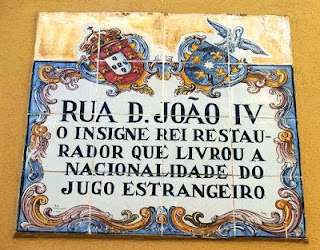 RUA D. JOÃO IV
O INSIGNE REI RESTAU-
RADOR QUE LIVROU A
NACIONALIDADE DO
JUGO ESTRANGEIRO